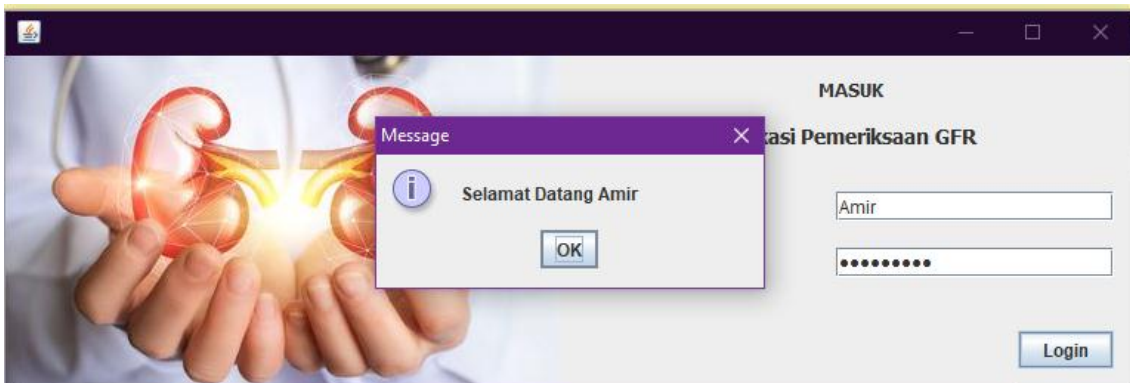 MASUK
Message
kasi Pemeriksaan GFR
Selamat Datang Amir
Amir
OK
Login